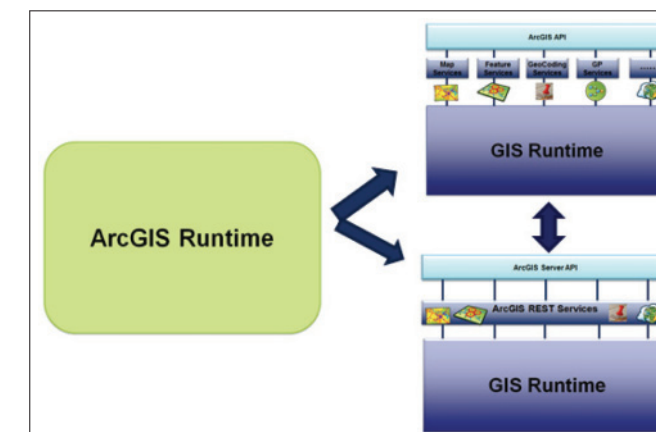 ArcGIS API
Map Services
Feature Services
GeoCoding Services
GP Services
.....
GIS Runtime
ArcGIS Runtime
ArcGIS Server API
ArcGIS REST Services
GIS Runtime